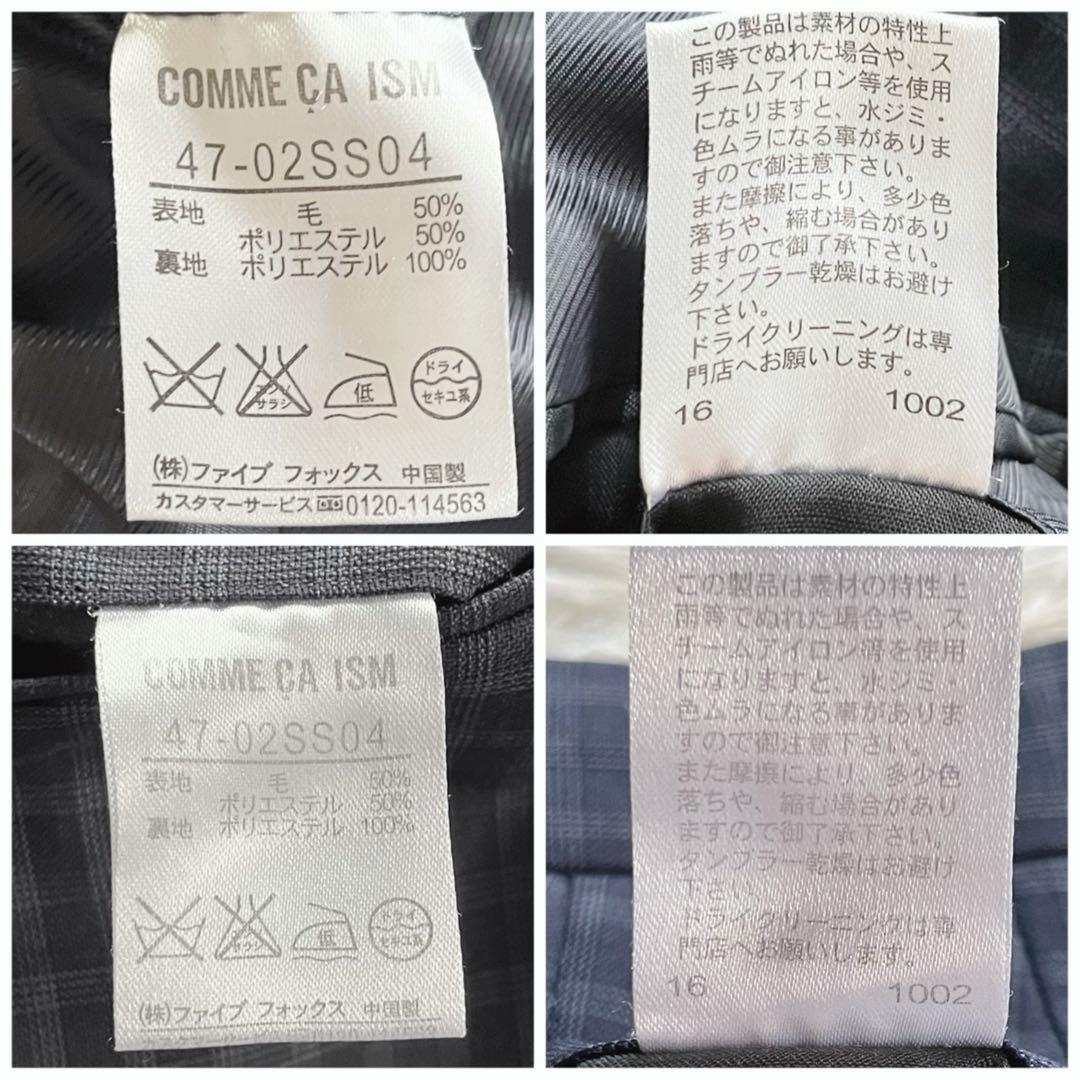 COMME ÇA ISM
47-02SS04
表地 毛 50%
ポリエステル 50%
裏地 ポリエステル 100%
エンソ
サラシ
低
ドライ
セキユ系
(株)ファイブ フォックス 中国製
カスタマーサービス 0120-114563
この製品は素材の特性上
雨等でぬれた場合や、ス
チームアイロン等を使用
になりますと、水ジミ・
色ムラになる事がありま
すので御注意下さい。
また摩擦により、多少色
落ちや、縮む場合があり
ますので御了承下さい。
タンブラー乾燥はお避け
下さい。
ドライクリーニングは専
門店へお願いします。
16 1002
COMME ÇA ISM
47-02SS04
表地 毛 50%
ポリエステル 50%
裏地 ポリエステル 100%
低
ドライ
セキユ系
(株)ファイブ フォックス 中国製
この製品は素材の特性上
雨等でぬれた場合や、ス
チームアイロン等を使用
になりますと、水ジミ・
色ムラになる事がありま
すので御注意下さい。
また摩擦により、多少色
落ちや、縮む場合があり
ますので御了承下さい。
タンブラー乾燥はお避け
下さい。
ドライクリーニングは専
門店へお願いします。
16 1002